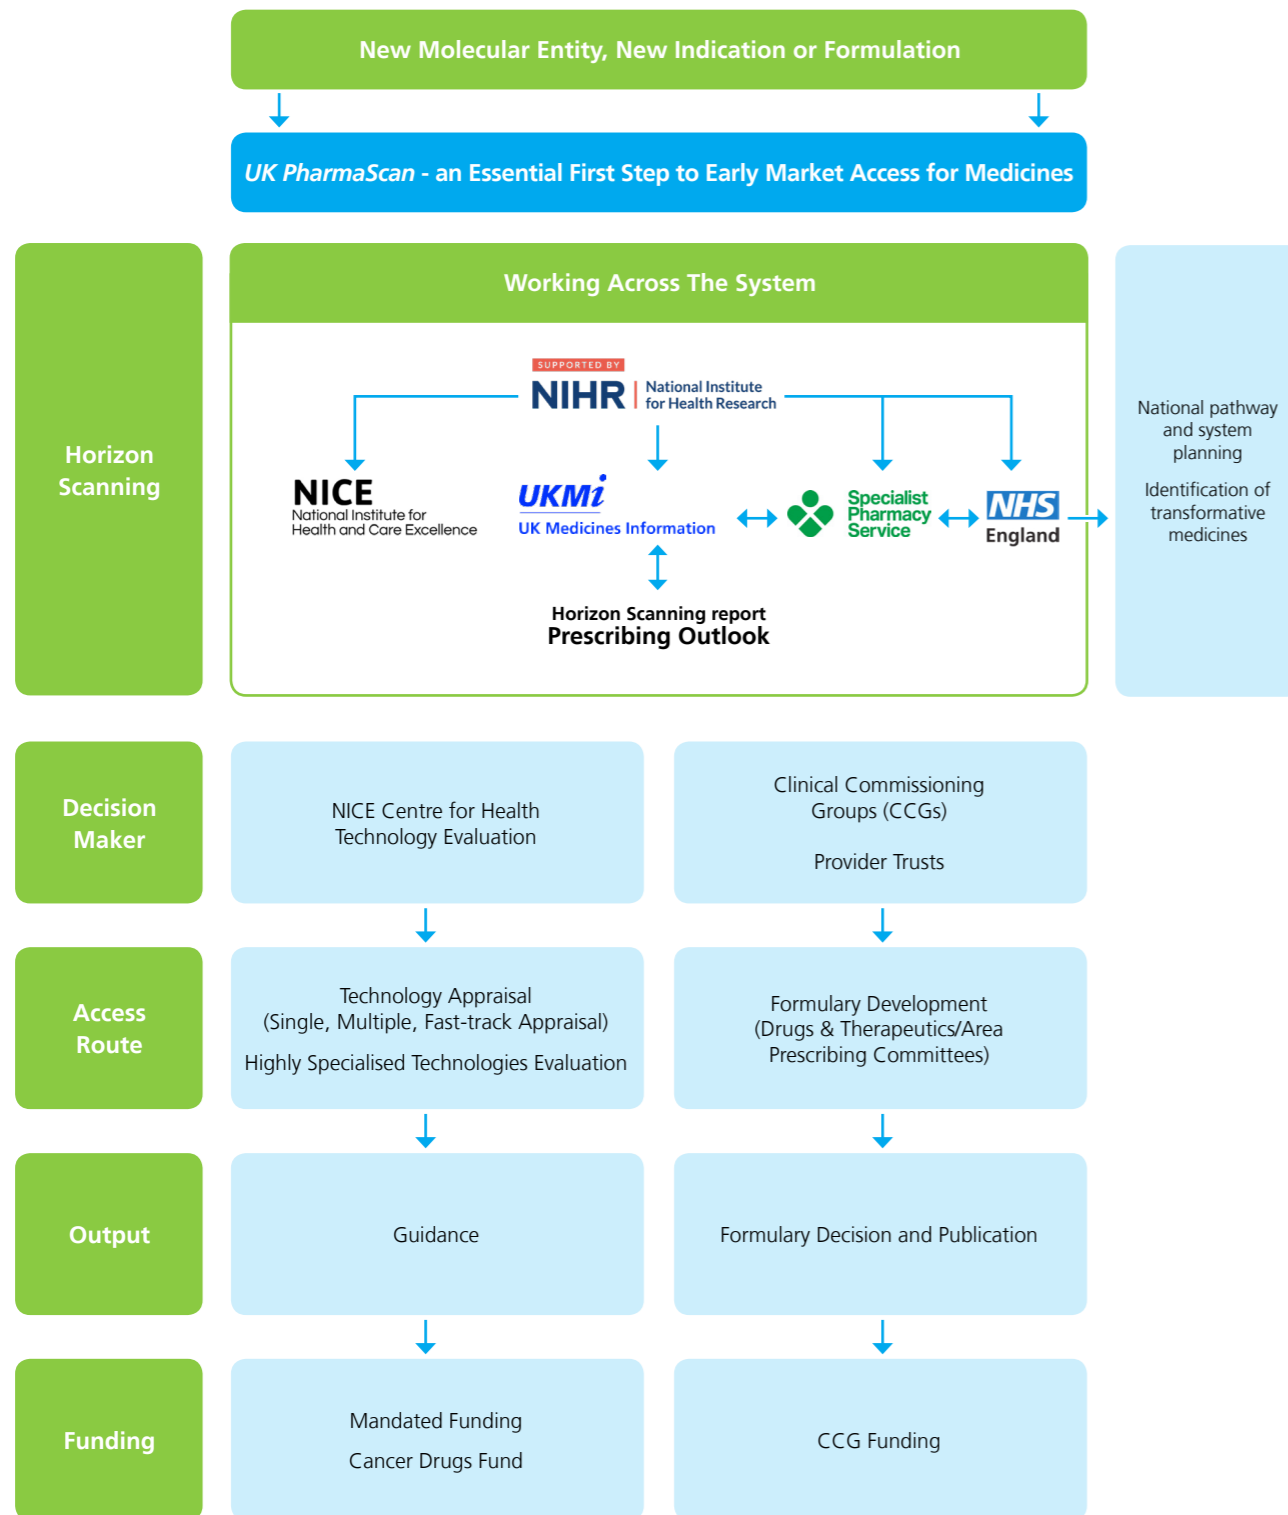 New Molecular Entity, New Indication or Formulation
UK PharmaScan - an Essential First Step to Early Market Access for Medicines
Horizon
Scanning
Working Across The System
SUPPORTED BY
NIHR | National Institute
for Health Research
NICE
National Institute for
Health and Care Excellence
UKMi
UK Medicines Information
Specialist
Pharmacy
Service
NHS
England
Horizon Scanning report
Prescribing Outlook
National pathway
and system
planning
Identification of
transformative
medicines
Decision
Maker
NICE Centre for Health
Technology Evaluation
Clinical Commissioning
Groups (CCGs)
Provider Trusts
Access
Route
Technology Appraisal
(Single, Multiple, Fast-track Appraisal)
Highly Specialised Technologies Evaluation
Formulary Development
(Drugs & Therapeutics/Area
Prescribing Committees)
Output
Guidance
Formulary Decision and Publication
Funding
Mandated Funding
Cancer Drugs Fund
CCG Funding